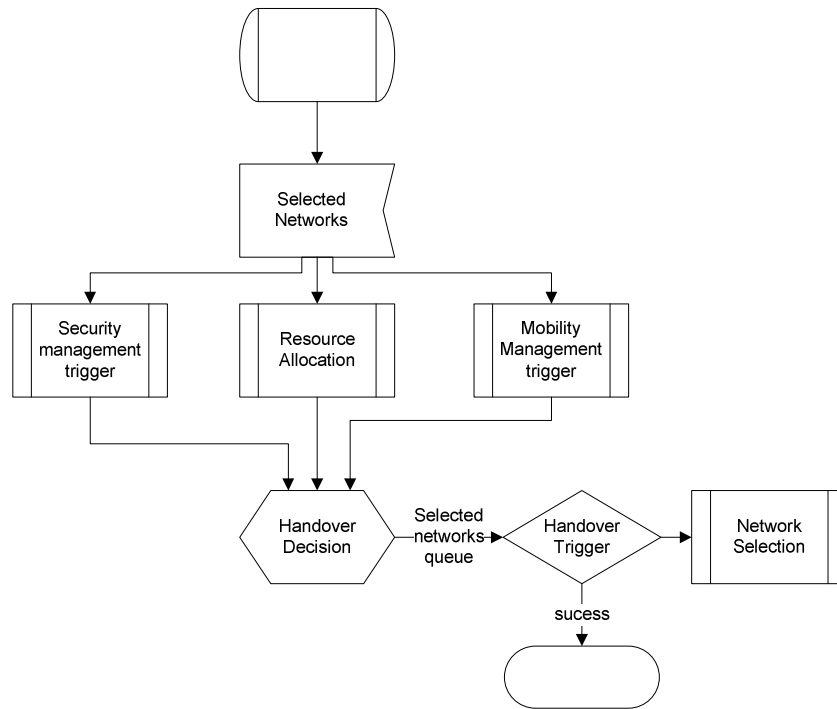 Selected
Networks
Security
management
trigger
Resource
Allocation
Mobility
Management
trigger
Handover
Decision
Selected
networks
queue
Handover
Trigger
Network
Selection
sucess